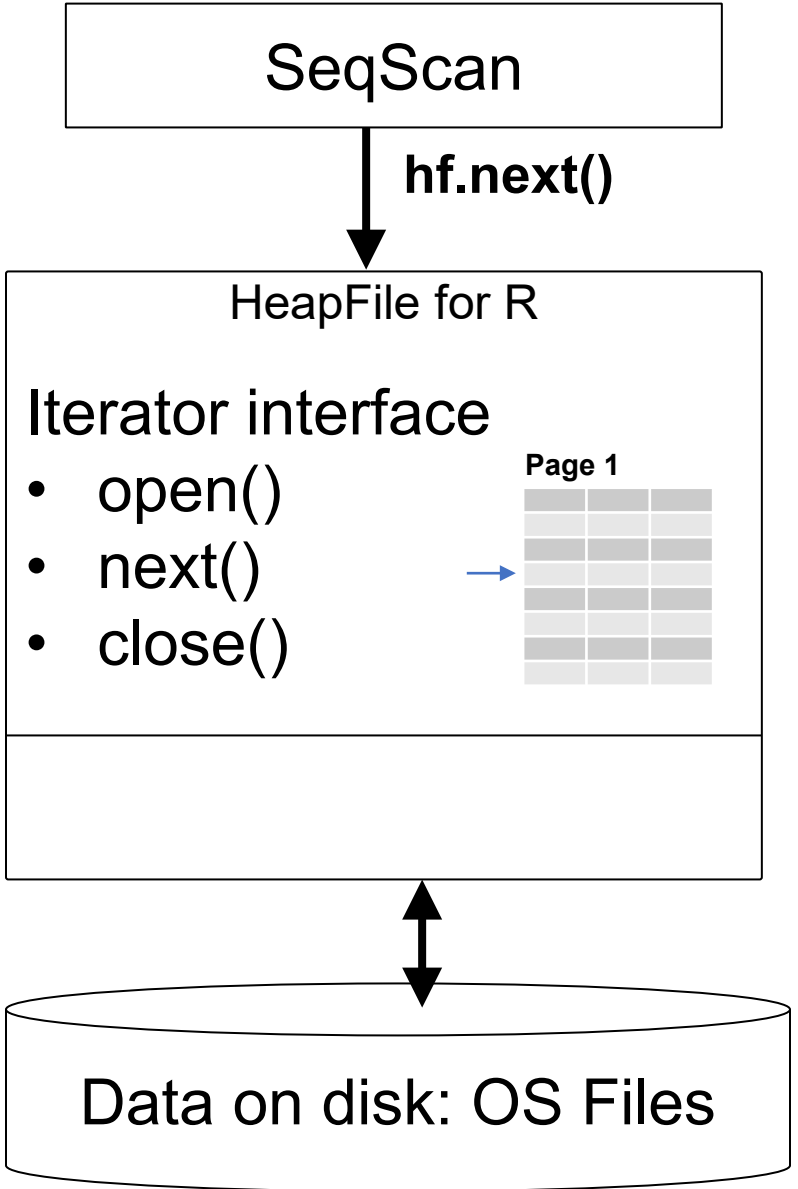 SeqScan
hf.next()
HeapFile for R
Iterator interface
• open()
• next()
• close()
Page 1
Data on disk: OS Files